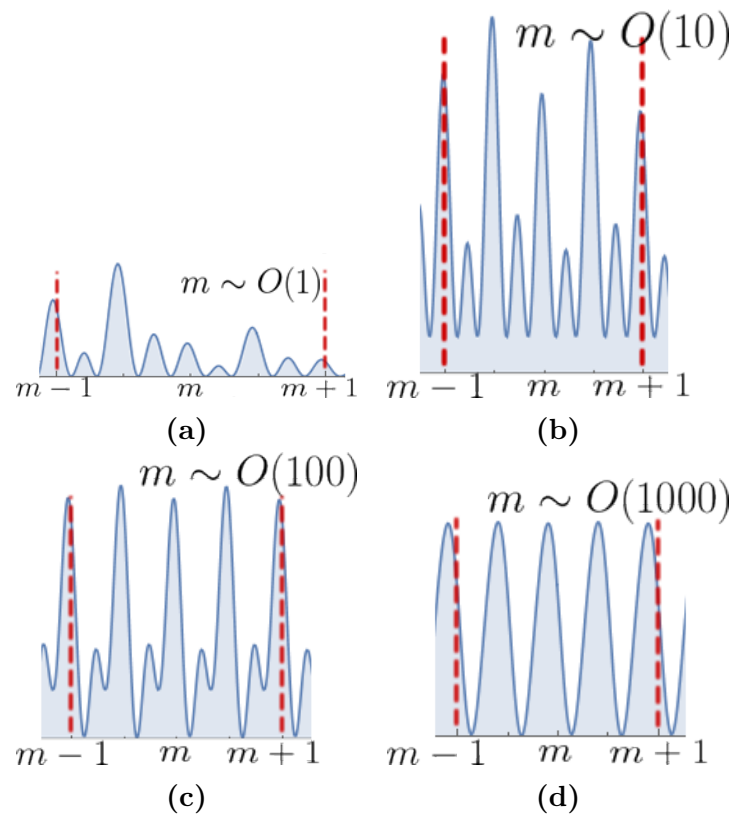 m ∼ O(10)
m ∼ O(1)
m − 1 m m + 1
m − 1 m m + 1
(a) (b)
m ∼ O(100)
m ∼ O(1000)
m − 1 m m + 1
m − 1 m m + 1
(c) (d)